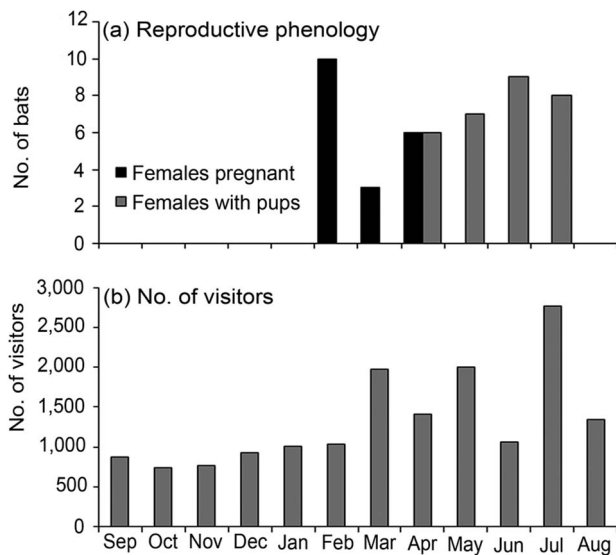 (a) Reproductive phenology
No. of bats
12
10
8
6
4
2
0
Females pregnant
Females with pups
(b) No. of visitors
No. of visitors
3,000
2,500
2,000
1,500
1,000
500
0
Sep Oct Nov Dec Jan Feb Mar Apr May Jun Jul Aug